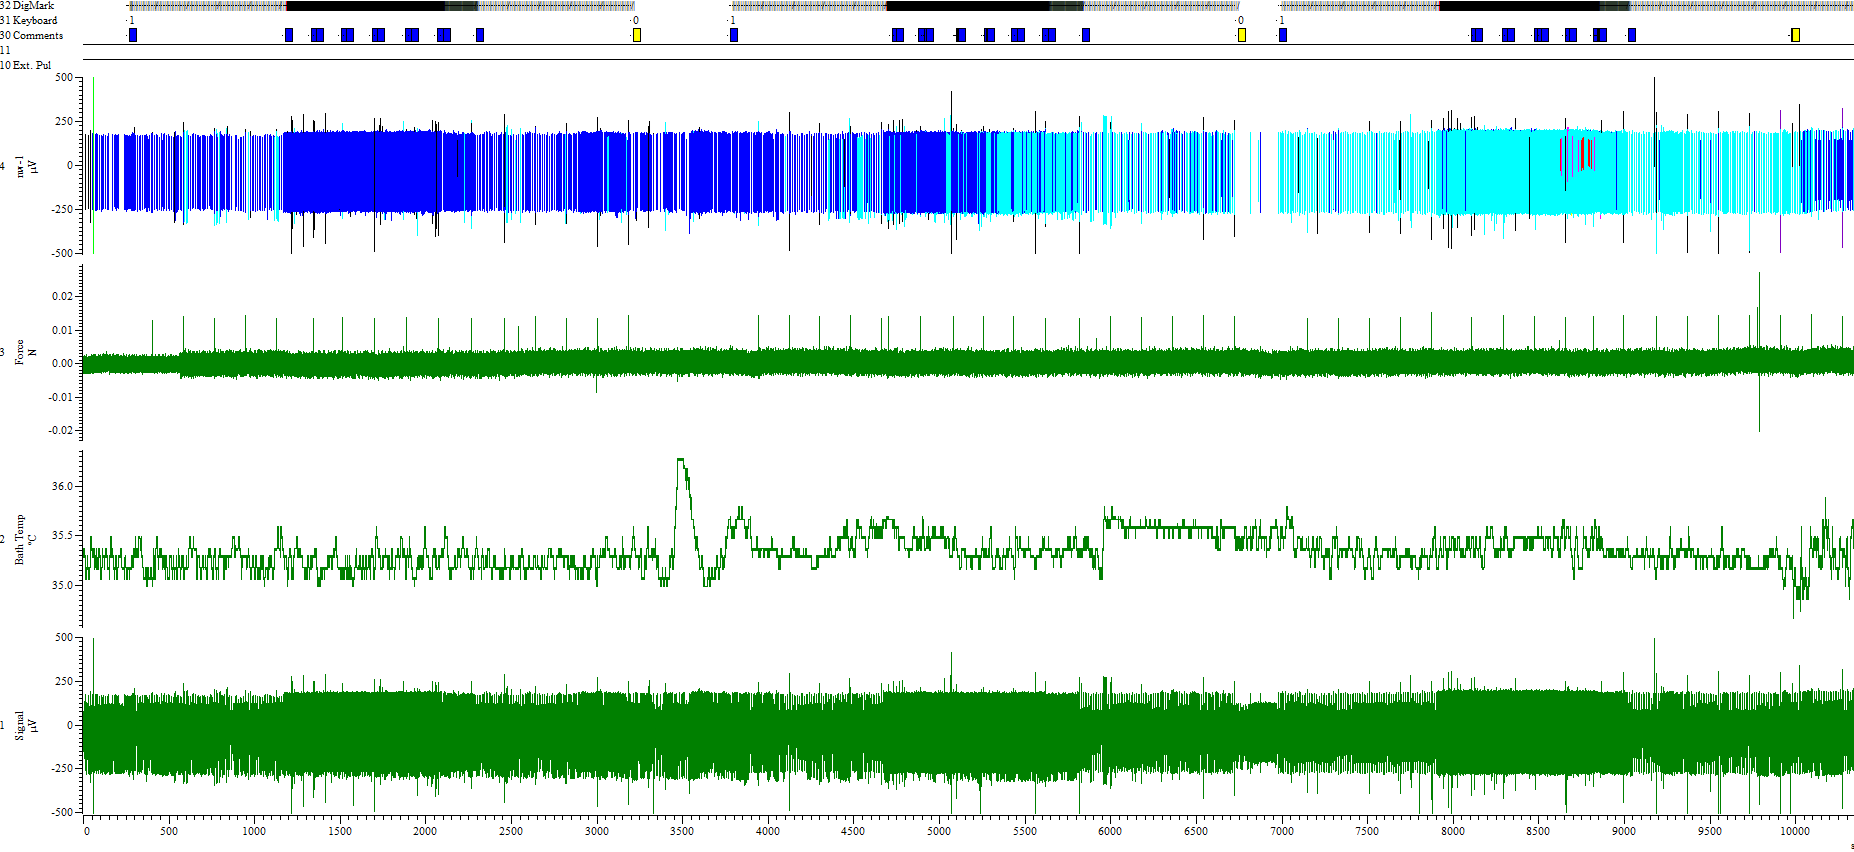 32 DigMark
31 Keyboard
1 0 1 0 1
30 Comments
11
10 Ext. Pul
500
250
0
-250
-500
4
nw-1
µV
0.02
0.01
0.00
-0.01
-0.02
3
Force
N
36.0
35.5
35.0
2
Bath Temp
°C
500
250
0
-250
-500
1
Signal
µV
0 500 1000 1500 2000 2500 3000 3500 4000 4500 5000 5500 6000 6500 7000 7500 8000 8500 9000 9500 10000
s